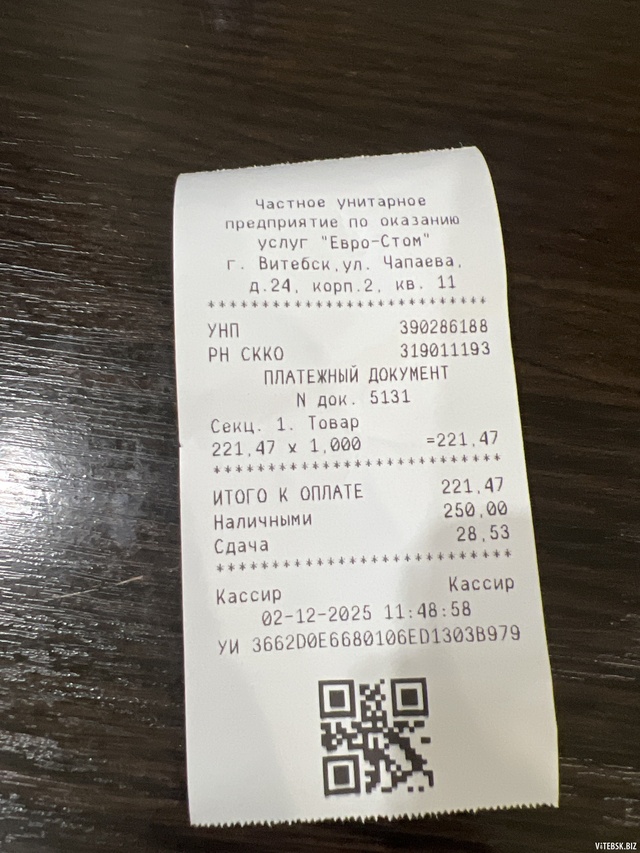 Частное унитарное
предприятие по оказанию
услуг "Евро-Стом"
г. Витебск,ул. Чапаева,
д.24, корп.2, кв. 11
**************************
УНП 390286188
РН СККО 319011193
ПЛАТЕЖНЫЙ ДОКУМЕНТ
N док. 5131
Секц. 1. Товар
221,47 x 1,000 =221,47
**************************
ИТОГО К ОПЛАТЕ 221,47
Наличными 250,00
Сдача 28,53
**************************
Кассир Кассир
02-12-2025 11:48:58
УИ 3662D0E6680106ED1303B979
ViTEBSK.BIZ